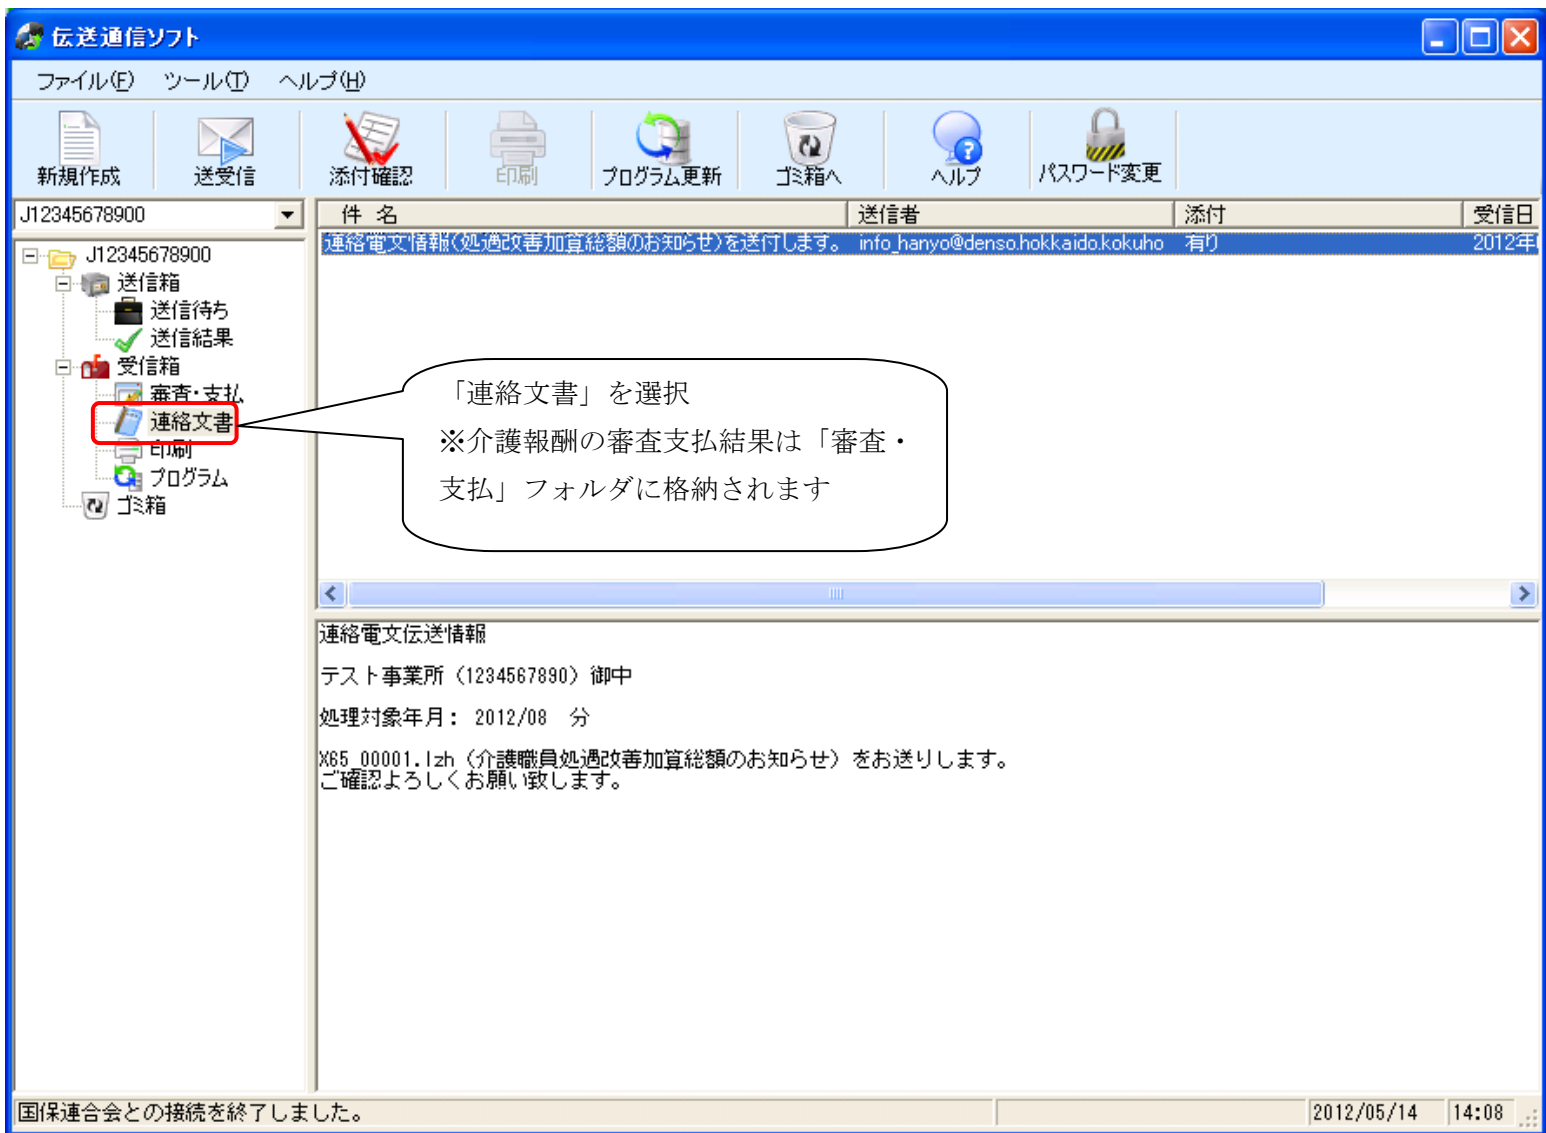 伝送通信ソフト
ファイル(F) ツール(T) ヘルプ(H)
新規作成 送受信 添付確認 印刷 プログラム更新 ゴミ箱へ ヘルプ パスワード変更
J12345678900
件 名 送信者 添付 受信日
連絡電文情報(処遇改善加算総額のお知らせ)を送付します。 info_hanyo@denso.hokkaido.kokuho 有り 2012年
J12345678900
送信箱
送信待ち
送信結果
受信箱
審査・支払
連絡文書
印刷
プログラム
ゴミ箱
「連絡文書」を選択
※介護報酬の審査支払結果は「審査・
支払」フォルダに格納されます
連絡電文伝送情報
テスト事業所（1234567890）御中
処理対象年月： 2012/08　分
X65_00001.lzh（介護職員処遇改善加算総額のお知らせ）をお送りします。
ご確認よろしくお願い致します。
国保連合会との接続を終了しました。 2012/05/14 14:08